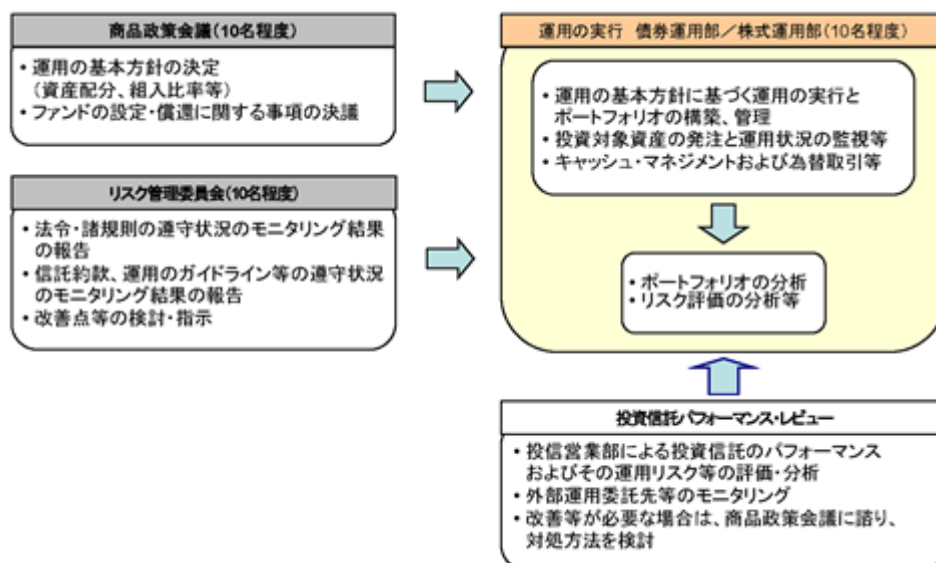 商品政策会議(10名程度)
• 運用の基本方針の決定
(資産配分、組入比率等)
• ファンドの設定・償還に関する事項の決議
リスク管理委員会(10名程度)
• 法令・諸規則の遵守状況のモニタリング結果
の報告
• 信託約款、運用のガイドライン等の遵守状況
のモニタリング結果の報告
• 改善点等の検討・指示
運用の実行 債券運用部／株式運用部(10名程度)
• 運用の基本方針に基づく運用の実行と
ポートフォリオの構築、管理
• 投資対象資産の発注と運用状況の監視等
• キャッシュ・マネジメントおよび為替取引等
• ポートフォリオの分析
• リスク評価の分析等
投資信託パフォーマンス・レビュー
• 投信営業部による投資信託のパフォーマンス
およびその運用リスク等の評価・分析
• 外部運用委託先等のモニタリング
• 改善等が必要な場合は、商品政策会議に諮り、
対処方法を検討